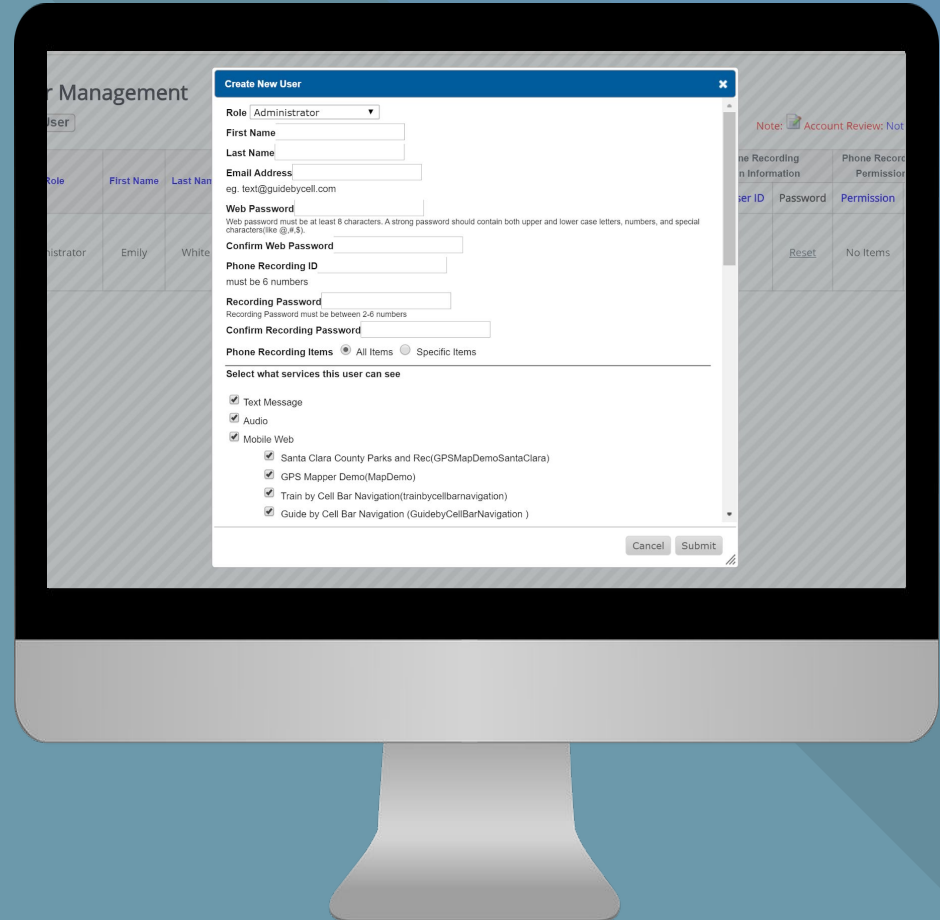 r Management
User
Note: Account Review: Not
Role First Name Last Nam
ne Recording
n Information
Phone Record
Permission
ser ID Password Permission
nistrator Emily White
Reset No Items
Create New User
Role Administrator
First Name
Last Name
Email Address
eg. text@guidebycell.com
Web Password
Web password must be at least 8 characters. A strong password should contain both upper and lower case letters, numbers, and special
characters(like @,#,$).
Confirm Web Password
Phone Recording ID
must be 6 numbers
Recording Password
Recording Password must be between 2-6 numbers
Confirm Recording Password
Phone Recording Items All Items Specific Items
Select what services this user can see
Text Message
Audio
Mobile Web
Santa Clara County Parks and Rec(GPSMapDemoSantaClara)
GPS Mapper Demo(MapDemo)
Train by Cell Bar Navigation(trainbycellbarnavigation)
Guide by Cell Bar Navigation (GuidebyCellBarNavigation )
Cancel Submit